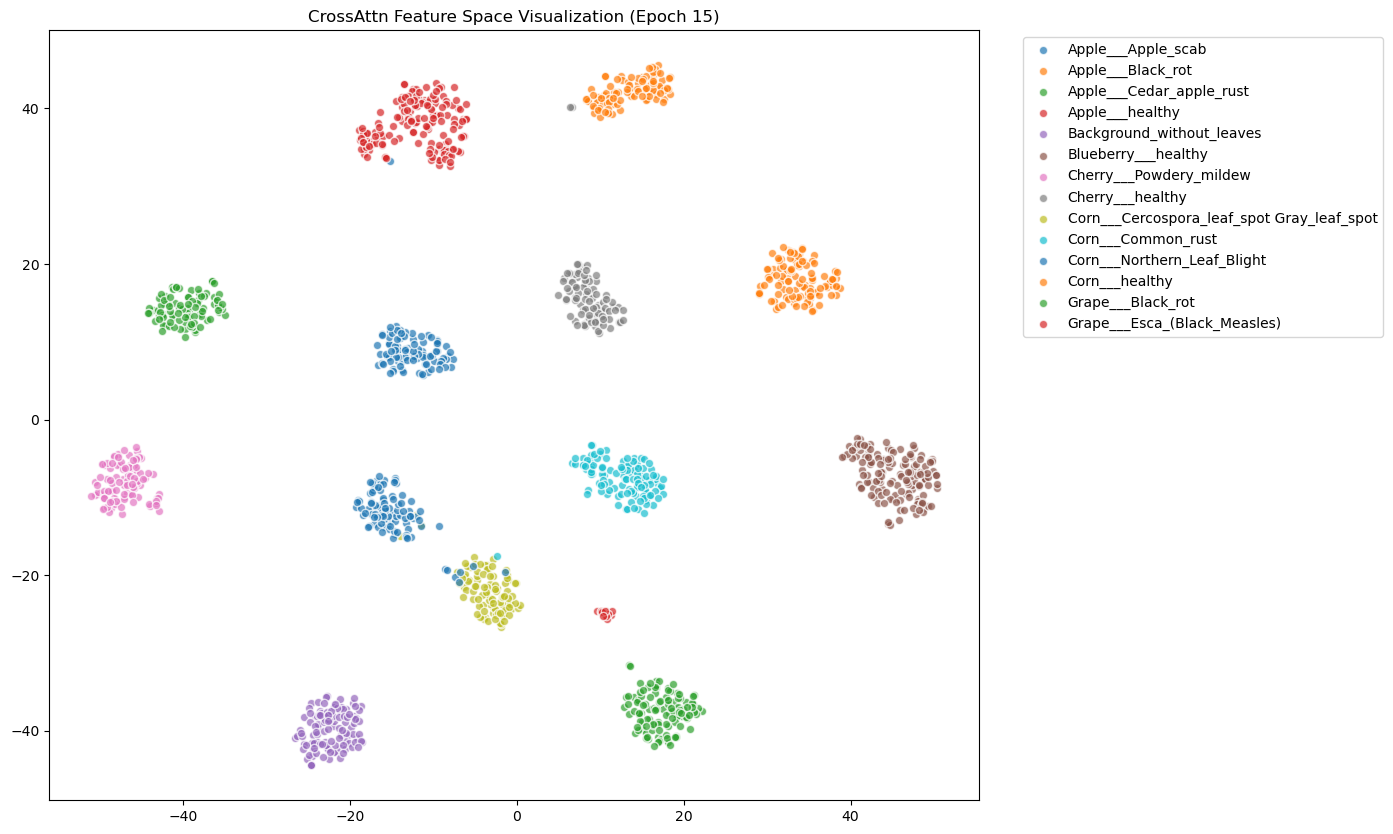 CrossAttn Feature Space Visualization (Epoch 15)
Apple___Apple_scab
Apple___Black_rot
Apple___Cedar_apple_rust
Apple___healthy
Background_without_leaves
Blueberry___healthy
Cherry___Powdery_mildew
Cherry___healthy
Corn___Cercospora_leaf_spot Gray_leaf_spot
Corn___Common_rust
Corn___Northern_Leaf_Blight
Corn___healthy
Grape___Black_rot
Grape___Esca_(Black_Measles)
40
20
0
−20
−40
−40 −20 0 20 40